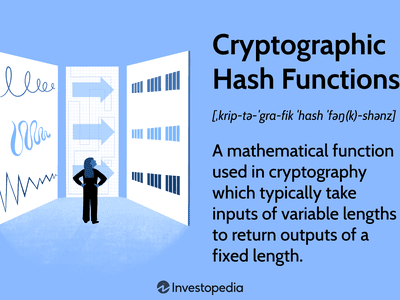 Cryptographic
Hash Functions
[ˌkrip-tə-ˈgra-fik ˈhash ˈfəŋ(k)-shənz]
A mathematical function
used in cryptography
which typically take
inputs of variable lengths
to return outputs of a
fixed length.
Investopedia